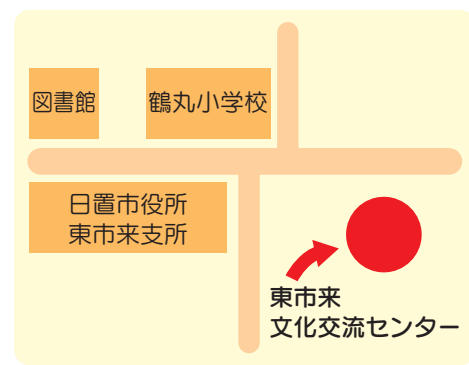 図書館
鶴丸小学校
日置市役所
東市来支所
東市来
文化交流センター